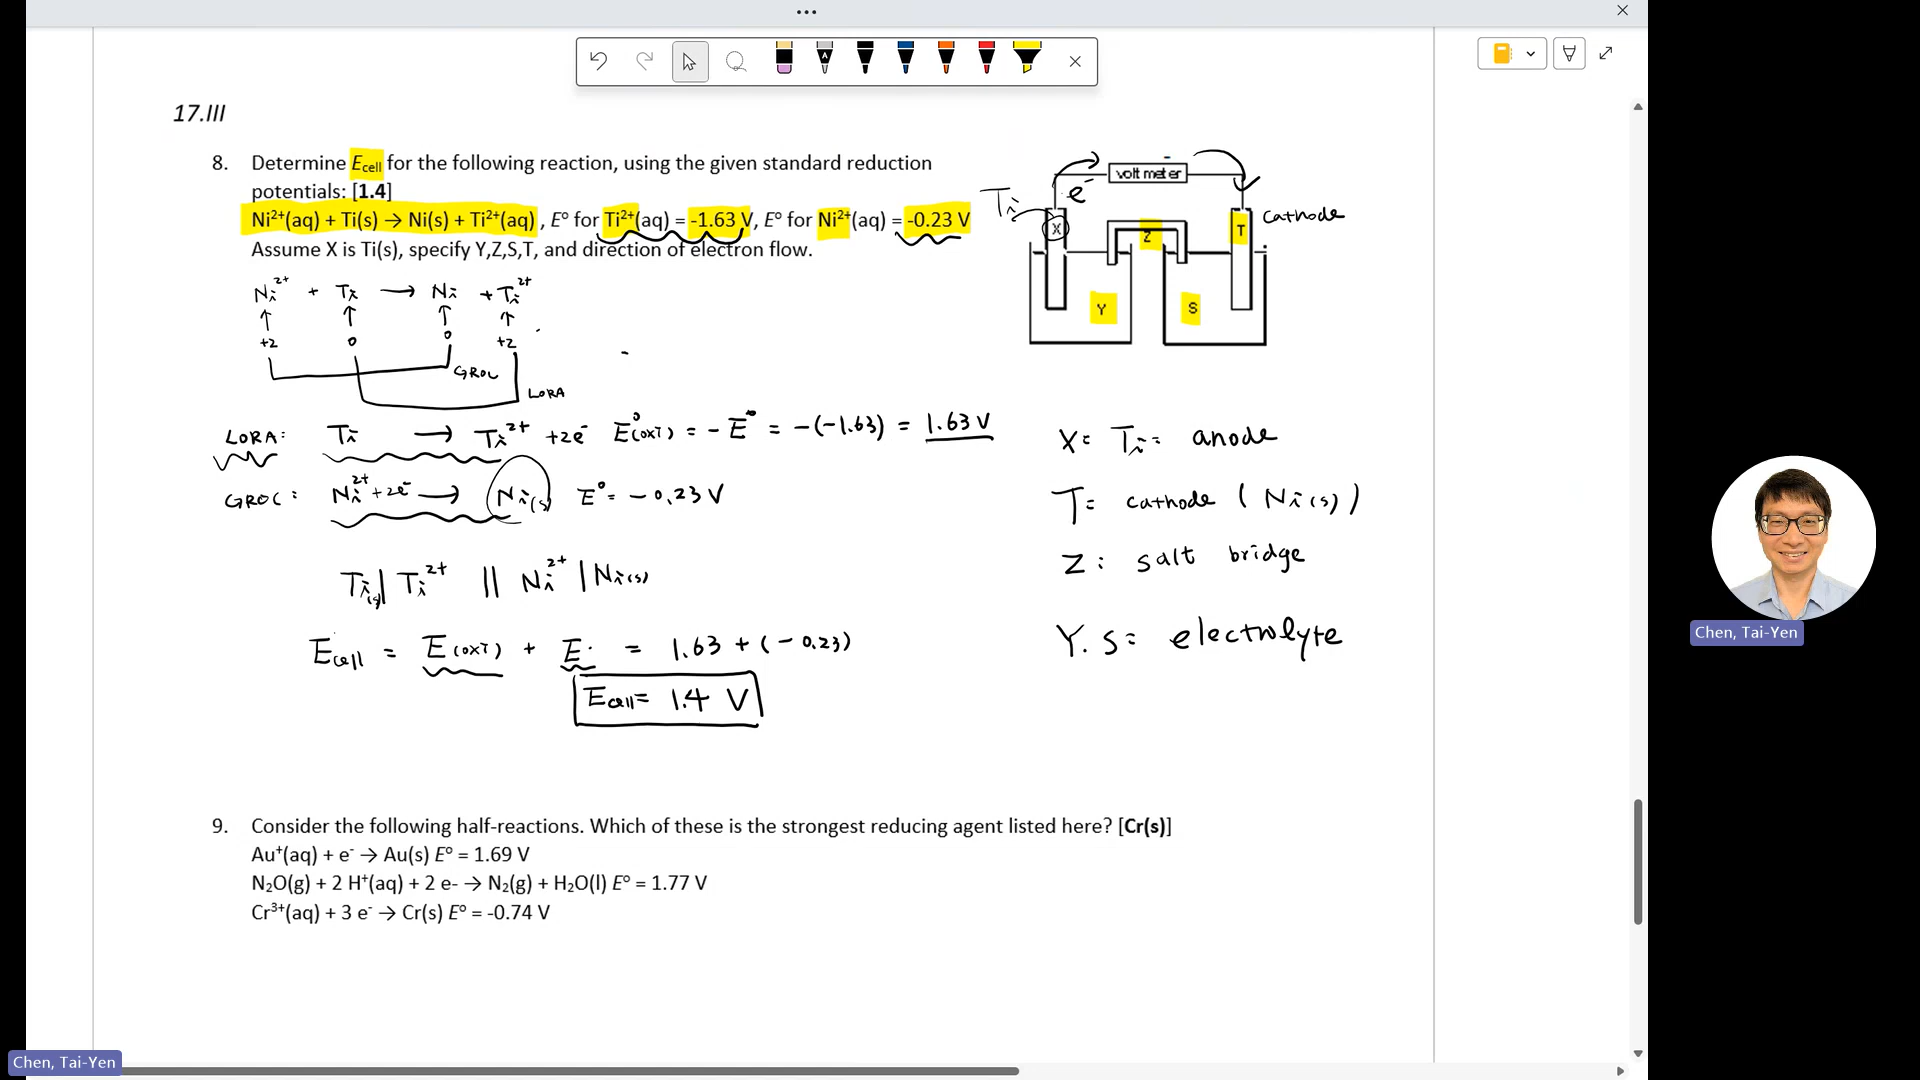 17.III
8. Determine Ecell for the following reaction, using the given standard reduction
potentials: [1.4]
Ni²⁺(aq) + Ti(s) → Ni(s) + Ti²⁺(aq) , E° for Ti²⁺(aq) = -1.63 V, E° for Ni²⁺(aq) = -0.23 V
Assume X is Ti(s), specify Y,Z,S,T, and direction of electron flow.
volt meter
e⁻
Ti
X
Z
T
cathode
Y
S
Ni²⁺ + Ti → Ni + Ti²⁺
+2 0 0 +2
GROC
LORA
LORA: Ti → Ti²⁺ +2e⁻ E°(OXI) = - E° = -(-1.63) = 1.63 V
GROC: Ni²⁺+2e⁻ → Ni(s) E° = -0.23 V
Ti(s)| Ti²⁺ || Ni²⁺ | Ni(s)
Ecell = E(OXI) + E° = 1.63 + (-0.23)
Ecell = 1.4 V
X= Ti= anode
T= cathode (Ni(s))
Z: salt bridge
Y. S= electrolyte
9. Consider the following half-reactions. Which of these is the strongest reducing agent listed here? [Cr(s)]
Au⁺(aq) + e⁻ → Au(s) E° = 1.69 V
N₂O(g) + 2 H⁺(aq) + 2 e- → N₂(g) + H₂O(l) E° = 1.77 V
Cr³⁺(aq) + 3 e⁻ → Cr(s) E° = -0.74 V
Chen, Tai-Yen
Chen, Tai-Yen